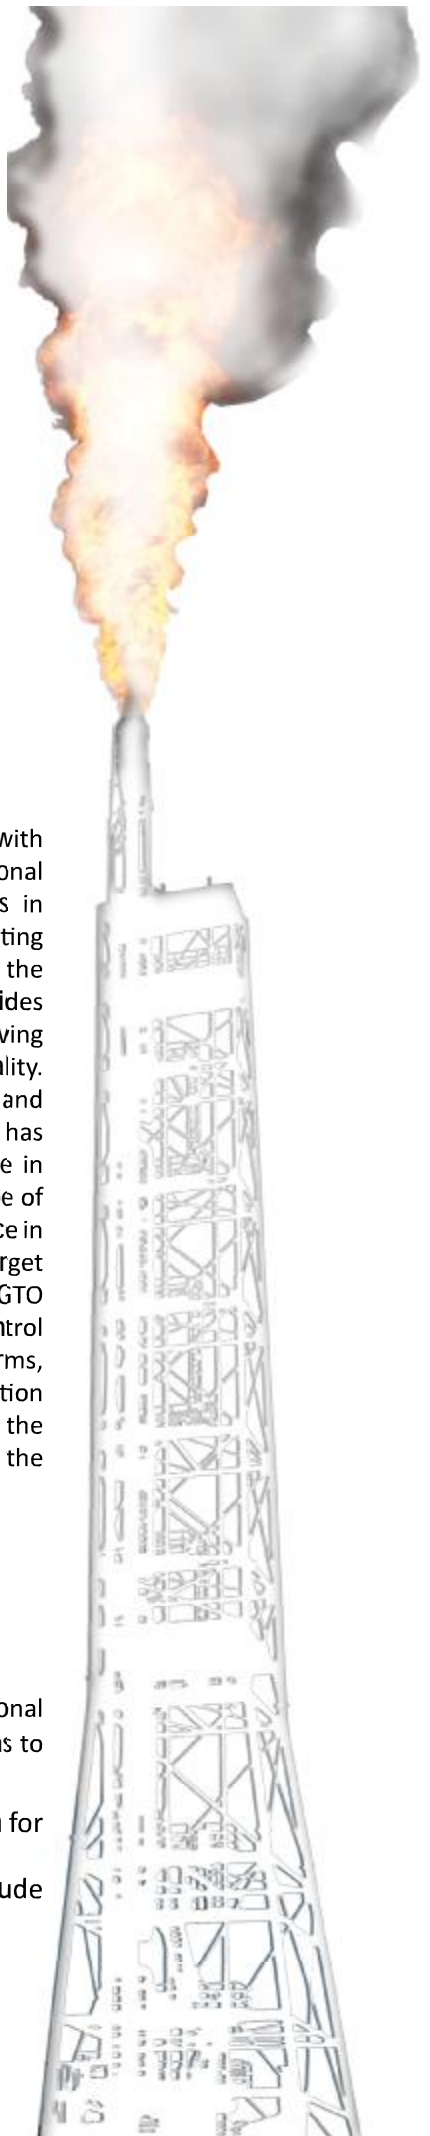 with
onal
s in
ting
the
ides
ving
ality.
and
has
e in
e of
ce in
rget
GTO
ntrol
rms,
tion
the
the
onal
ns to
for
ude